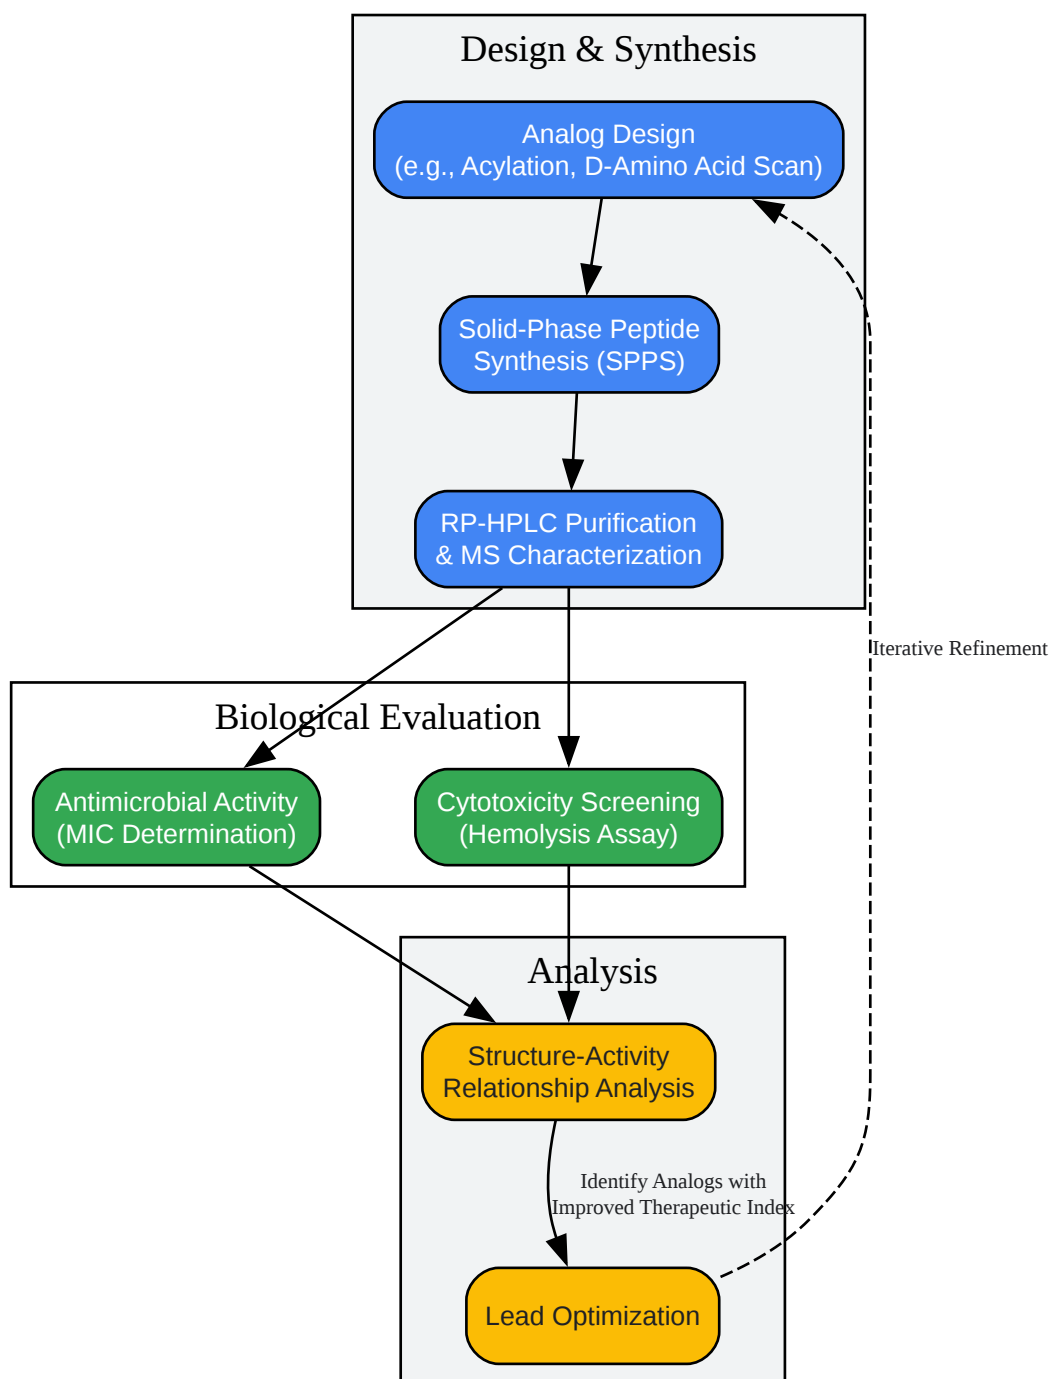 Design & Synthesis
Analog Design
(e.g., Acylation, D-Amino Acid Scan)
Solid-Phase Peptide
Synthesis (SPPS)
RP-HPLC Purification
& MS Characterization
Iterative Refinement
Biological Evaluation
Antimicrobial Activity
(MIC Determination)
Cytotoxicity Screening
(Hemolysis Assay)
Analysis
Structure-Activity
Relationship Analysis
Identify Analogs with
Improved Therapeutic Index
Lead Optimization